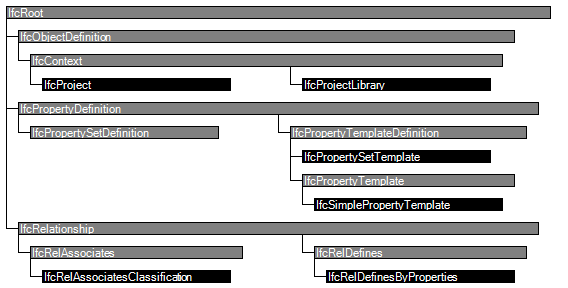 IfcRoot
IfcObjectDefinition
IfcContext
IfcProject
IfcProjectLibrary
IfcPropertyDefinition
IfcPropertySetDefinition
IfcPropertyTemplateDefinition
IfcPropertySetTemplate
IfcPropertyTemplate
IfcSimplePropertyTemplate
IfcRelationship
IfcRelAssociates
IfcRelDefines
IfcRelAssociatesClassification
IfcRelDefinesByProperties